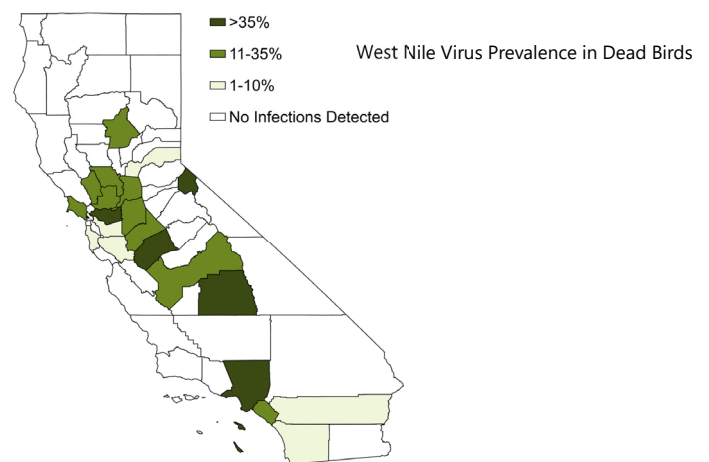 >35%
11-35%
West Nile Virus Prevalence in Dead Birds
1-10%
No Infections Detected